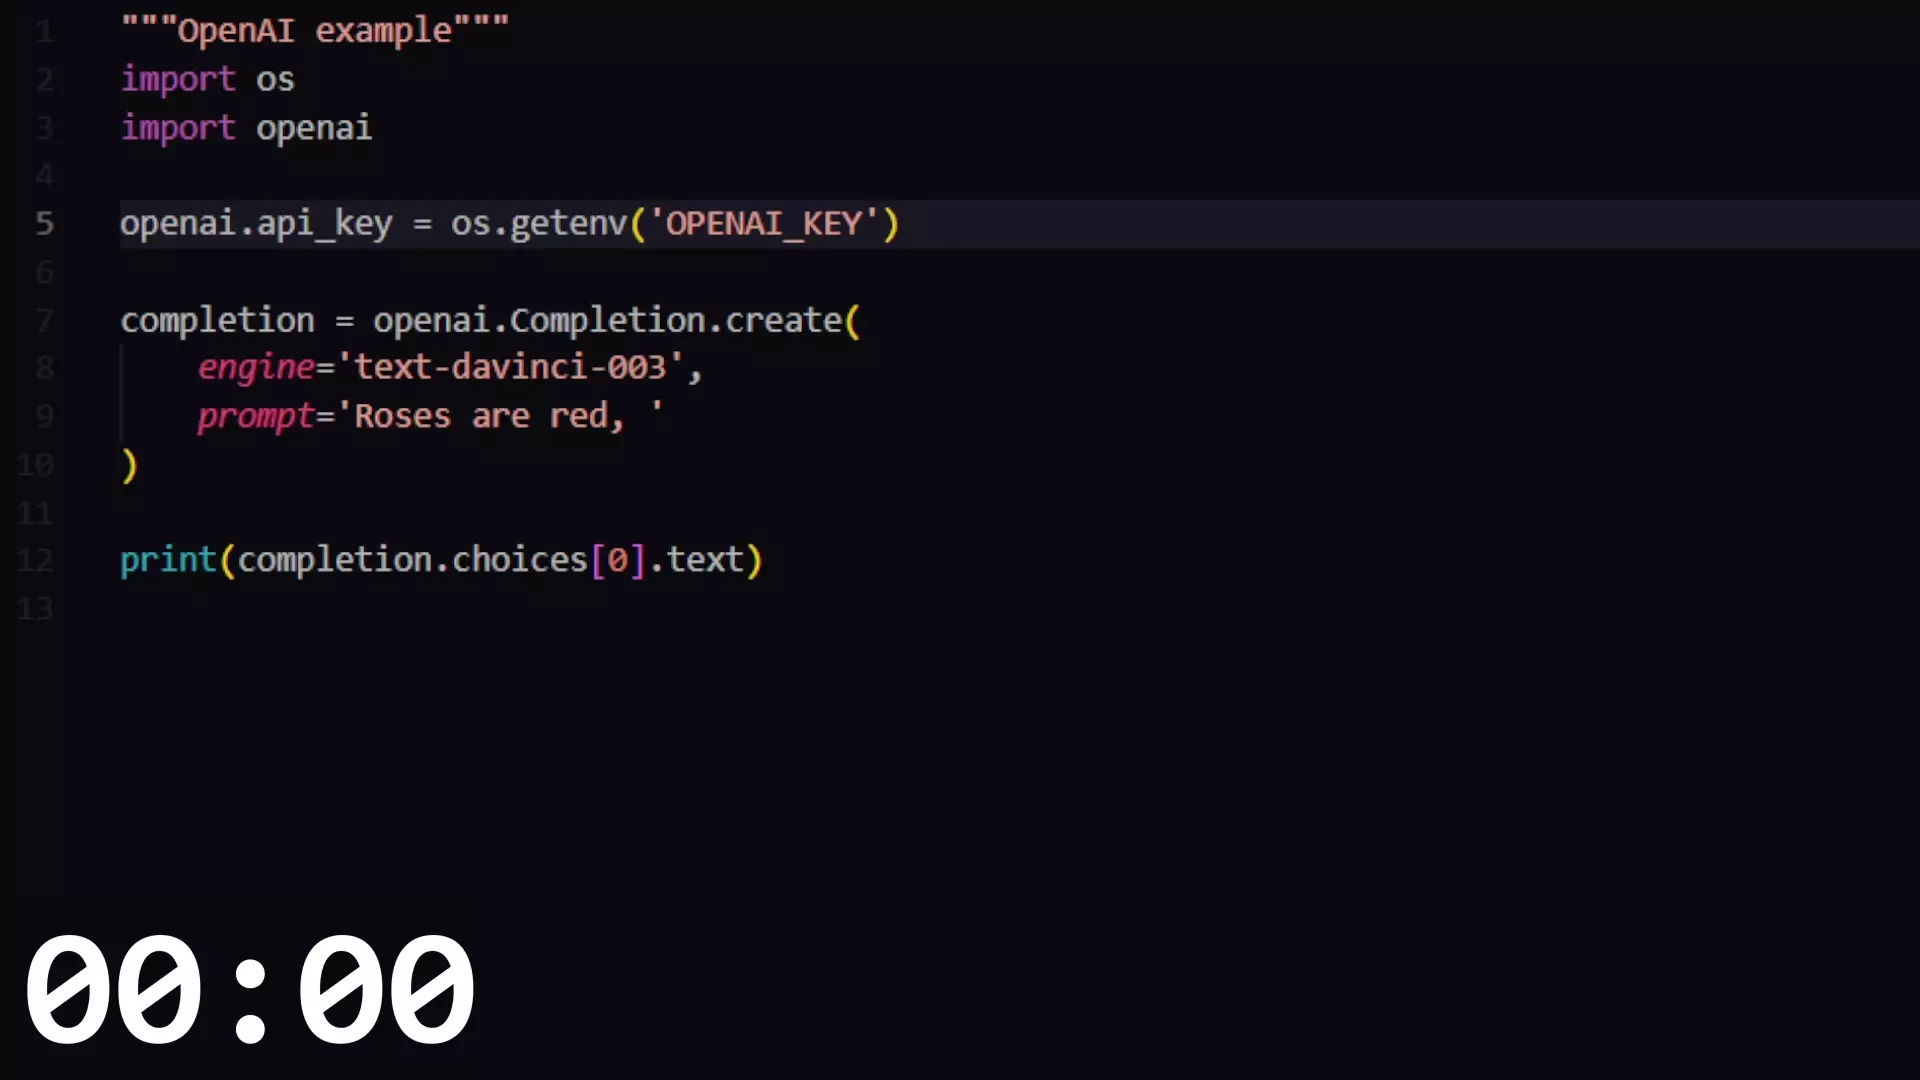 1 """OpenAI example"""
2 import os
3 import openai
4
5 openai.api_key = os.getenv('OPENAI_KEY')
6
7 completion = openai.Completion.create(
8     engine='text-davinci-003',
9     prompt='Roses are red, '
10 )
11
12 print(completion.choices[0].text)
13
00:00